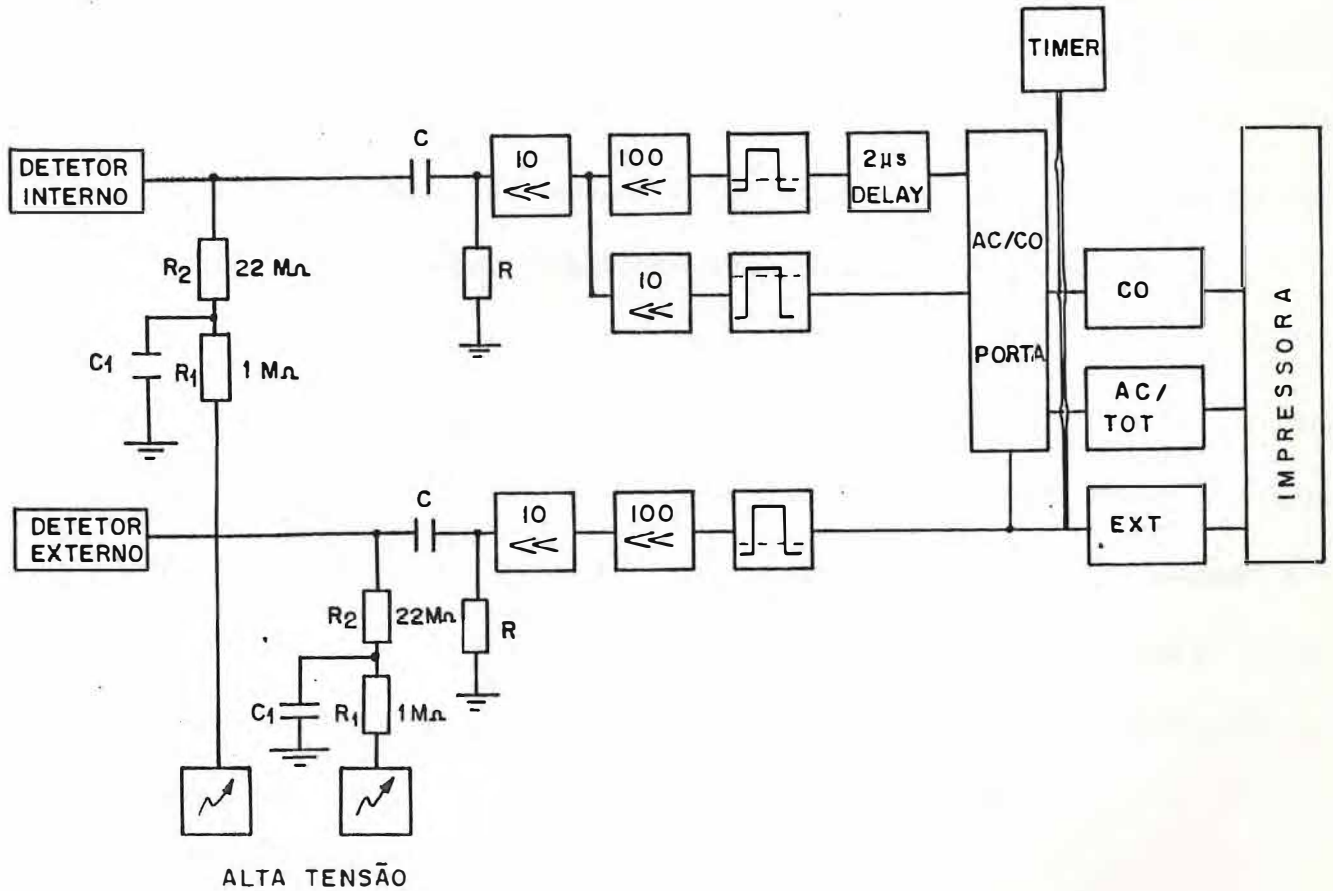 TIMER
DETETOR
INTERNO
C
10
100
2µs
DELAY
AC/CO
PORTA
R2 22 MΩ
R
10
C1
R1 1 MΩ
CO
AC/
TOT
IMPRESSORA
DETETOR
EXTERNO
C
10
100
EXT
R2 22MΩ
R
C1
R1 1MΩ
ALTA TENSÃO